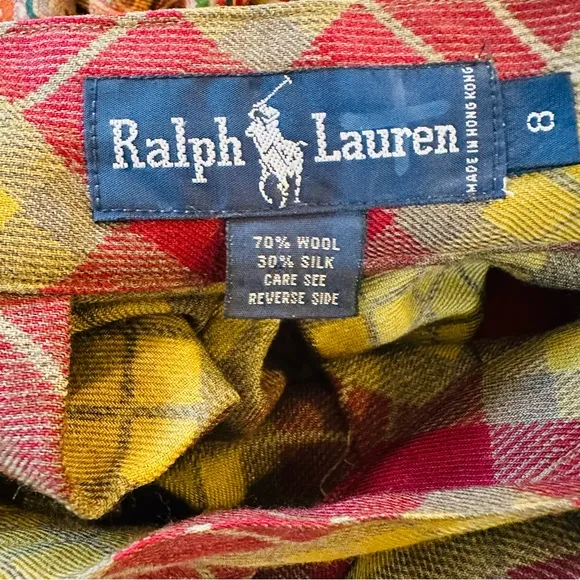 Ralph Lauren
MADE IN HONG KONG
8
70% WOOL
30% SILK
CARE SEE
REVERSE SIDE